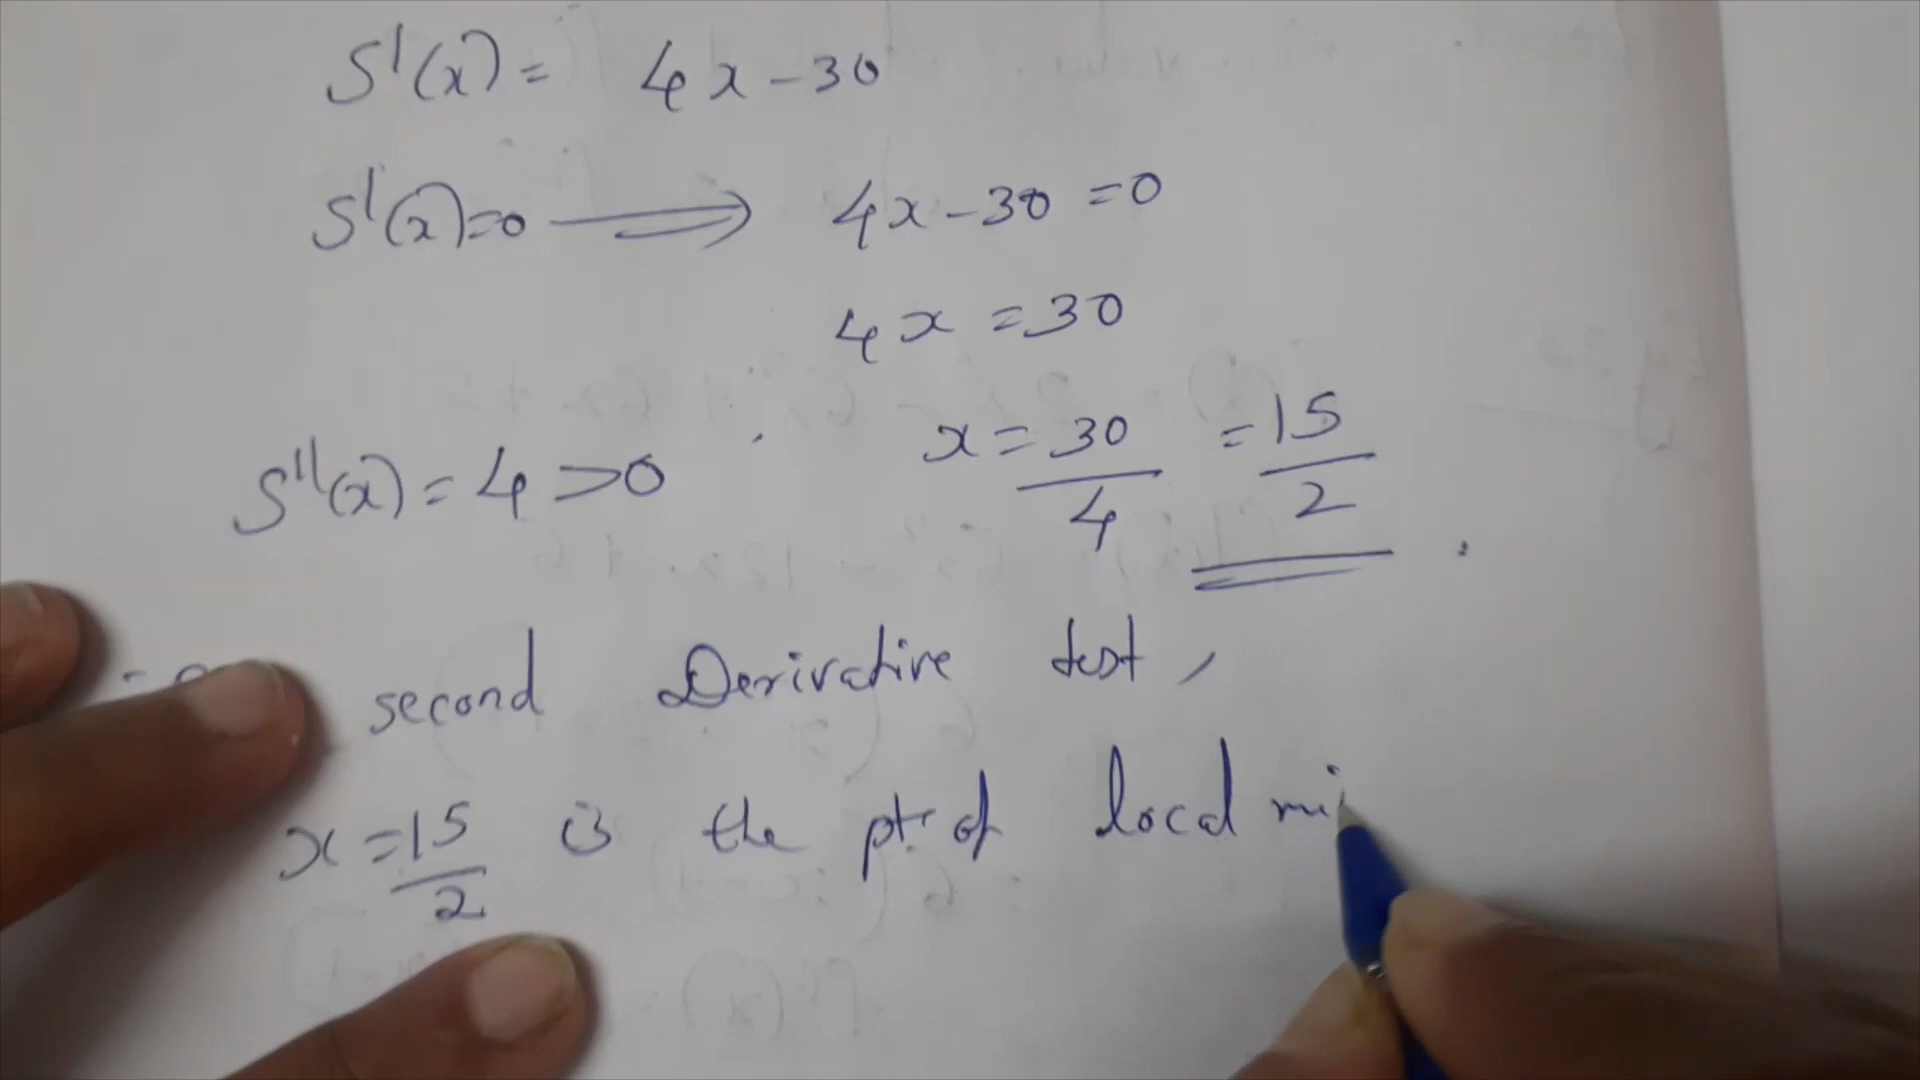 S'(x) = 4x - 30
S'(x) = 0 ⟹ 4x - 30 = 0
4x = 30
x = 30/4 = 15/2
S''(x) = 4 > 0
second Derivative test,
x = 15/2 is the pt. of local mi